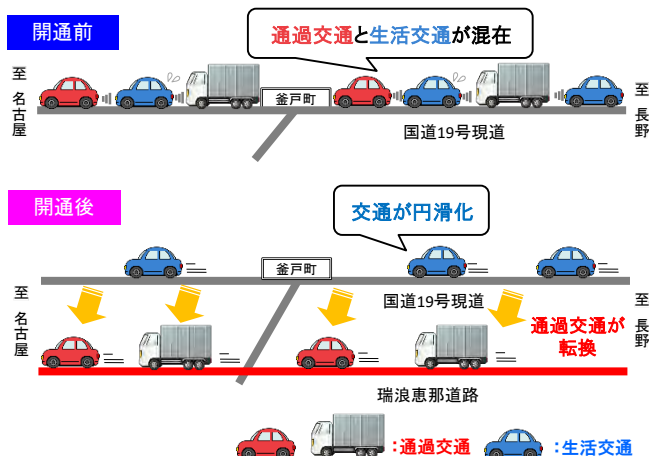 開通前
通過交通と生活交通が混在
至 名古屋
釜戸町
至 長野
国道19号現道
開通後
交通が円滑化
釜戸町
至 名古屋
国道19号現道
至 長野
通過交通が
転換
瑞浪恵那道路
:通過交通
:生活交通